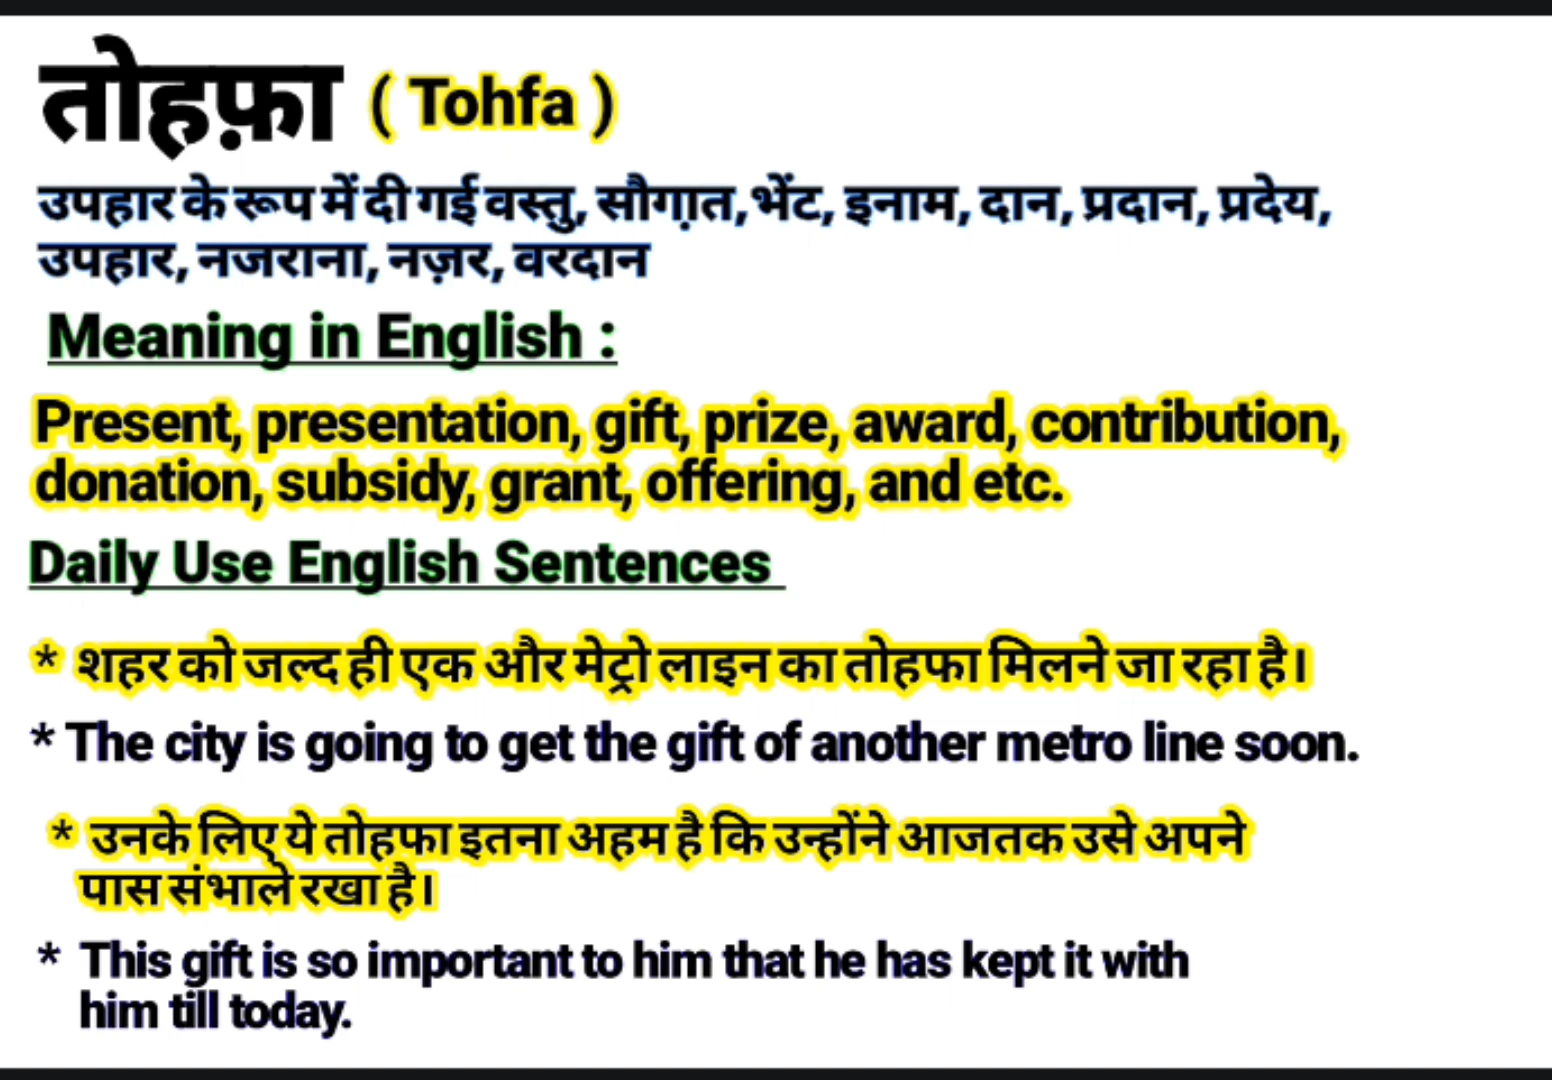 तोहफ़ा ( Tohfa )
उपहार के रूप में दी गई वस्तु, सौगा़त, भेंट, इनाम, दान, प्रदान, प्रदेय,
उपहार, नजराना, नज़र, वरदान
Meaning in English :
Present, presentation, gift, prize, award, contribution,
donation, subsidy, grant, offering, and etc.
Daily Use English Sentences
* शहर को जल्द ही एक और मेट्रो लाइन का तोहफा मिलने जा रहा है।
* The city is going to get the gift of another metro line soon.
* उनके लिए ये तोहफा इतना अहम है कि उन्होंने आजतक उसे अपने
पास संभाले रखा है।
* This gift is so important to him that he has kept it with
him till today.